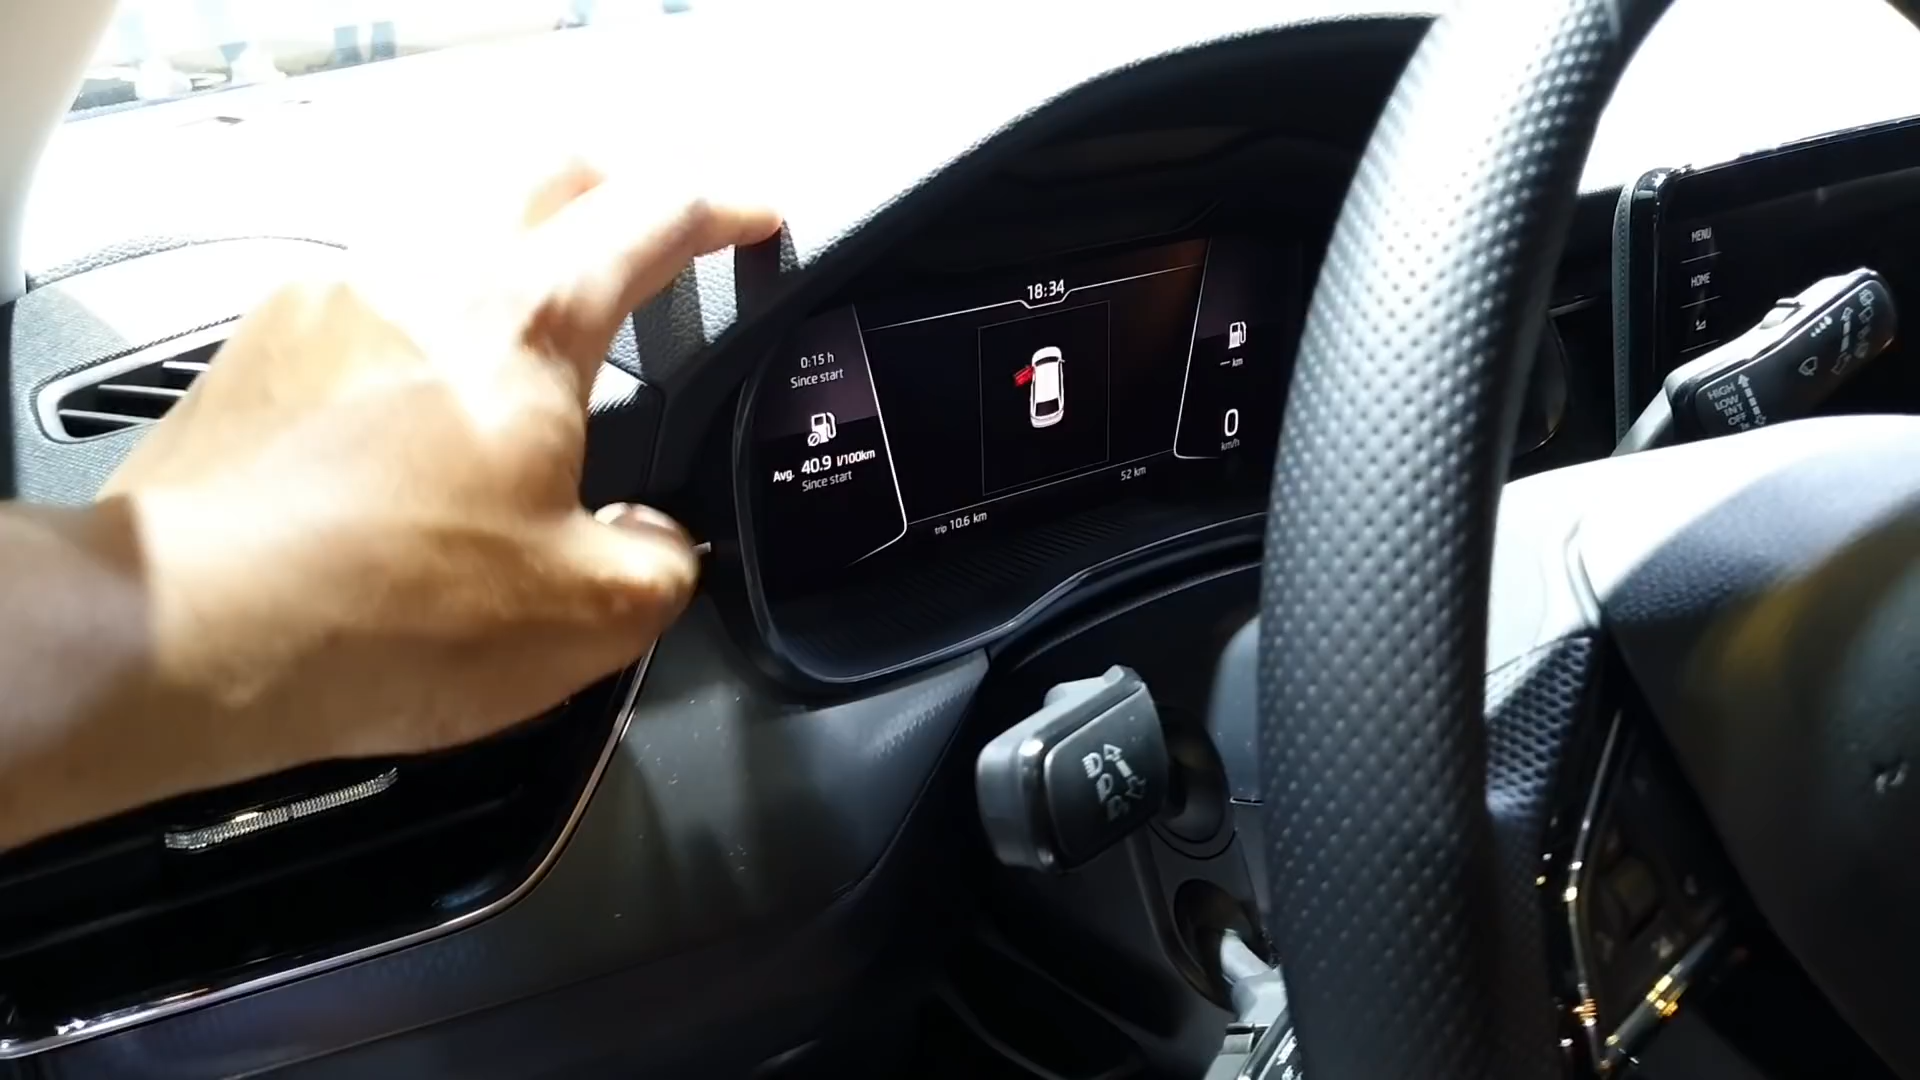 18:34
0:15 h
Since start
Avg. 40.9 l/100km
Since start
trip 10.6 km
52 km
— km
0
km/h
MENU
HOME
HIGH
LOW
INT
OFF
1x